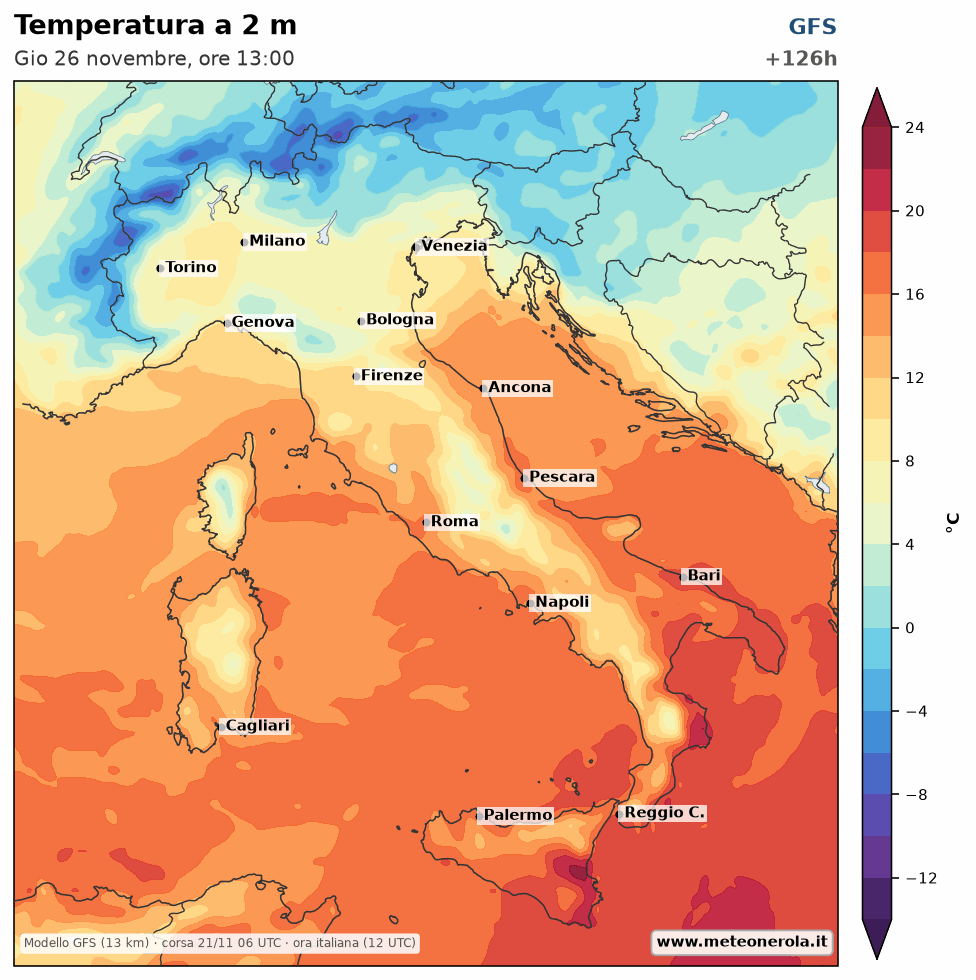 Temperatura a 2 m
GFS
Gio 26 novembre, ore 13:00
+126h
Milano
Venezia
Torino
Genova
Bologna
Firenze
Ancona
Pescara
Roma
Bari
Napoli
Cagliari
Palermo
Reggio C.
24
20
16
12
8
4
0
−4
−8
−12
°C
Modello GFS (13 km) · corsa 21/11 06 UTC · ora italiana (12 UTC)
www.meteonerola.it